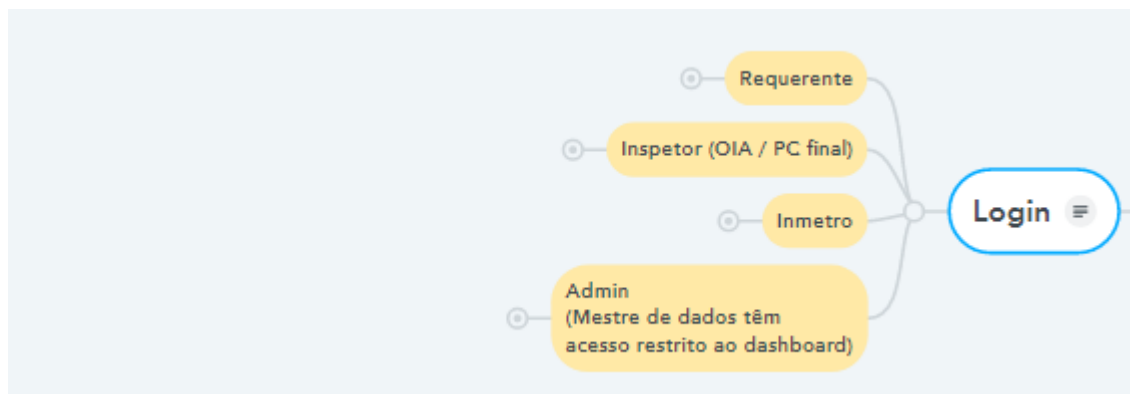 Requerente
Inspetor (OIA / PC final)
Inmetro
Admin
(Mestre de dados têm
acesso restrito ao dashboard)
Login